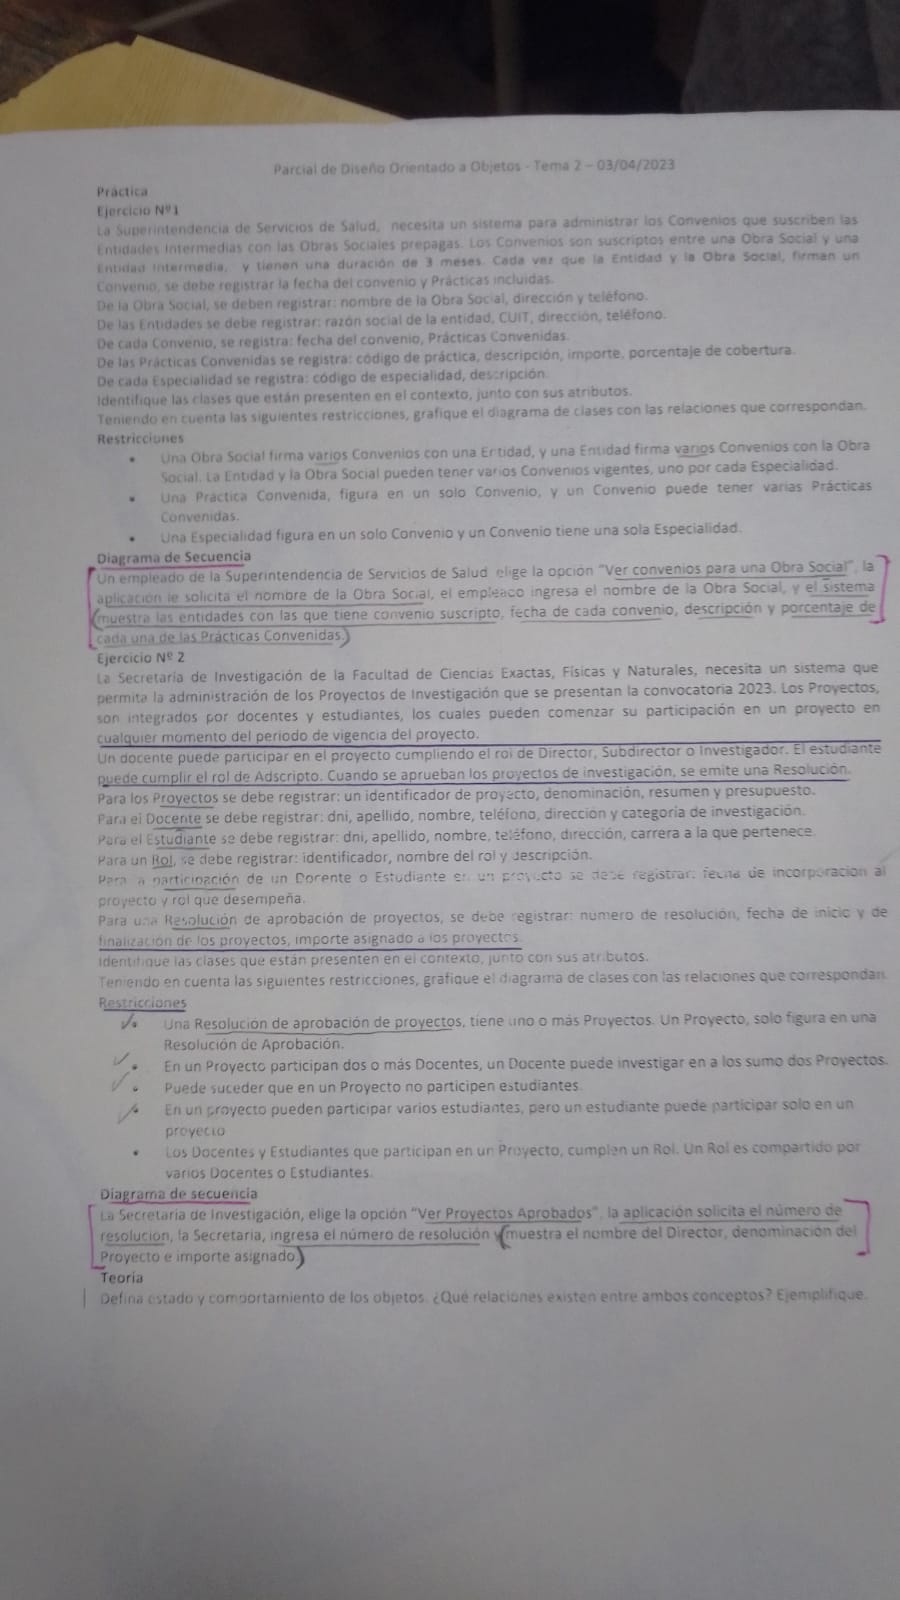 Parcial de Diseño Orientado a Objetos - Tema 2 – 03/04/2023
Práctica
Ejercicio Nº1
La Superintendencia de Servicios de Salud, necesita un sistema para administrar los Convenios que suscriben las
Entidades Intermedias con las Obras Sociales prepagas. Los Convenios son suscriptos entre una Obra Social y una
Entidad Intermedia, y tienen una duración de 3 meses. Cada vez que la Entidad y la Obra Social, firman un
Convenio, se debe registrar la fecha del convenio y Prácticas incluidas.
De la Obra Social, se deben registrar: nombre de la Obra Social, dirección y teléfono.
De las Entidades se debe registrar: razón social de la entidad, CUIT, dirección, teléfono.
De cada Convenio, se registra: fecha del convenio, Prácticas Convenidas.
De las Prácticas Convenidas se registra: código de práctica, descripción, importe, porcentaje de cobertura.
De cada Especialidad se registra: código de especialidad, descripción.
Identifique las clases que están presenten en el contexto, junto con sus atributos.
Teniendo en cuenta las siguientes restricciones, grafique el diagrama de clases con las relaciones que correspondan.
Restricciones
• Una Obra Social firma varios Convenios con una Entidad, y una Entidad firma varios Convenios con la Obra
Social. La Entidad y la Obra Social pueden tener varios Convenios vigentes, uno por cada Especialidad.
• Una Practica Convenida, figura en un solo Convenio, y un Convenio puede tener varias Prácticas
Convenidas.
• Una Especialidad figura en un solo Convenio y un Convenio tiene una sola Especialidad.
Diagrama de Secuencia
Un empleado de la Superintendencia de Servicios de Salud elige la opción "Ver convenios para una Obra Social", la
aplicación le solicita el nombre de la Obra Social, el empleado ingresa el nombre de la Obra Social, y el sistema
muestra las entidades con las que tiene convenio suscripto, fecha de cada convenio, descripción y porcentaje de
cada una de las Prácticas Convenidas.
Ejercicio Nº 2
La Secretaría de Investigación de la Facultad de Ciencias Exactas, Físicas y Naturales, necesita un sistema que
permita la administración de los Proyectos de Investigación que se presentan la convocatoria 2023. Los Proyectos,
son integrados por docentes y estudiantes, los cuales pueden comenzar su participación en un proyecto en
cualquier momento del periodo de vigencia del proyecto.
Un docente puede participar en el proyecto cumpliendo el rol de Director, Subdirector o Investigador. El estudiante
puede cumplir el rol de Adscripto. Cuando se aprueban los proyectos de investigación, se emite una Resolución.
Para los Proyectos se debe registrar: un identificador de proyecto, denominación, resumen y presupuesto.
Para el Docente se debe registrar: dni, apellido, nombre, teléfono, dirección y categoría de investigación.
Para el Estudiante se debe registrar: dni, apellido, nombre, teléfono, dirección, carrera a la que pertenece.
Para un Rol, se debe registrar: identificador, nombre del rol y descripción.
Para la participación de un Docente o Estudiante en un proyecto se debe registrar: fecha de incorporación al
proyecto y rol que desempeña.
Para una Resolución de aprobación de proyectos, se debe registrar: numero de resolución, fecha de inicio y de
finalización de los proyectos, importe asignado a los proyectos.
Identifique las clases que están presenten en el contexto, junto con sus atributos.
Teniendo en cuenta las siguientes restricciones, grafique el diagrama de clases con las relaciones que correspondan.
Restricciones
• Una Resolución de aprobación de proyectos, tiene uno o más Proyectos. Un Proyecto, solo figura en una
Resolución de Aprobación.
• En un Proyecto participan dos o más Docentes, un Docente puede investigar en a los sumo dos Proyectos.
• Puede suceder que en un Proyecto no participen estudiantes.
• En un proyecto pueden participar varios estudiantes, pero un estudiante puede participar solo en un
proyecto
• Los Docentes y Estudiantes que participan en un Proyecto, cumplen un Rol. Un Rol es compartido por
varios Docentes o Estudiantes.
Diagrama de secuencia
La Secretaría de Investigación, elige la opción "Ver Proyectos Aprobados", la aplicación solicita el número de
resolución, la Secretaria, ingresa el número de resolución y muestra el nombre del Director, denominación del
Proyecto e importe asignado.
Teoría
Defina estado y comportamiento de los objetos. ¿Qué relaciones existen entre ambos conceptos? Ejemplifique.